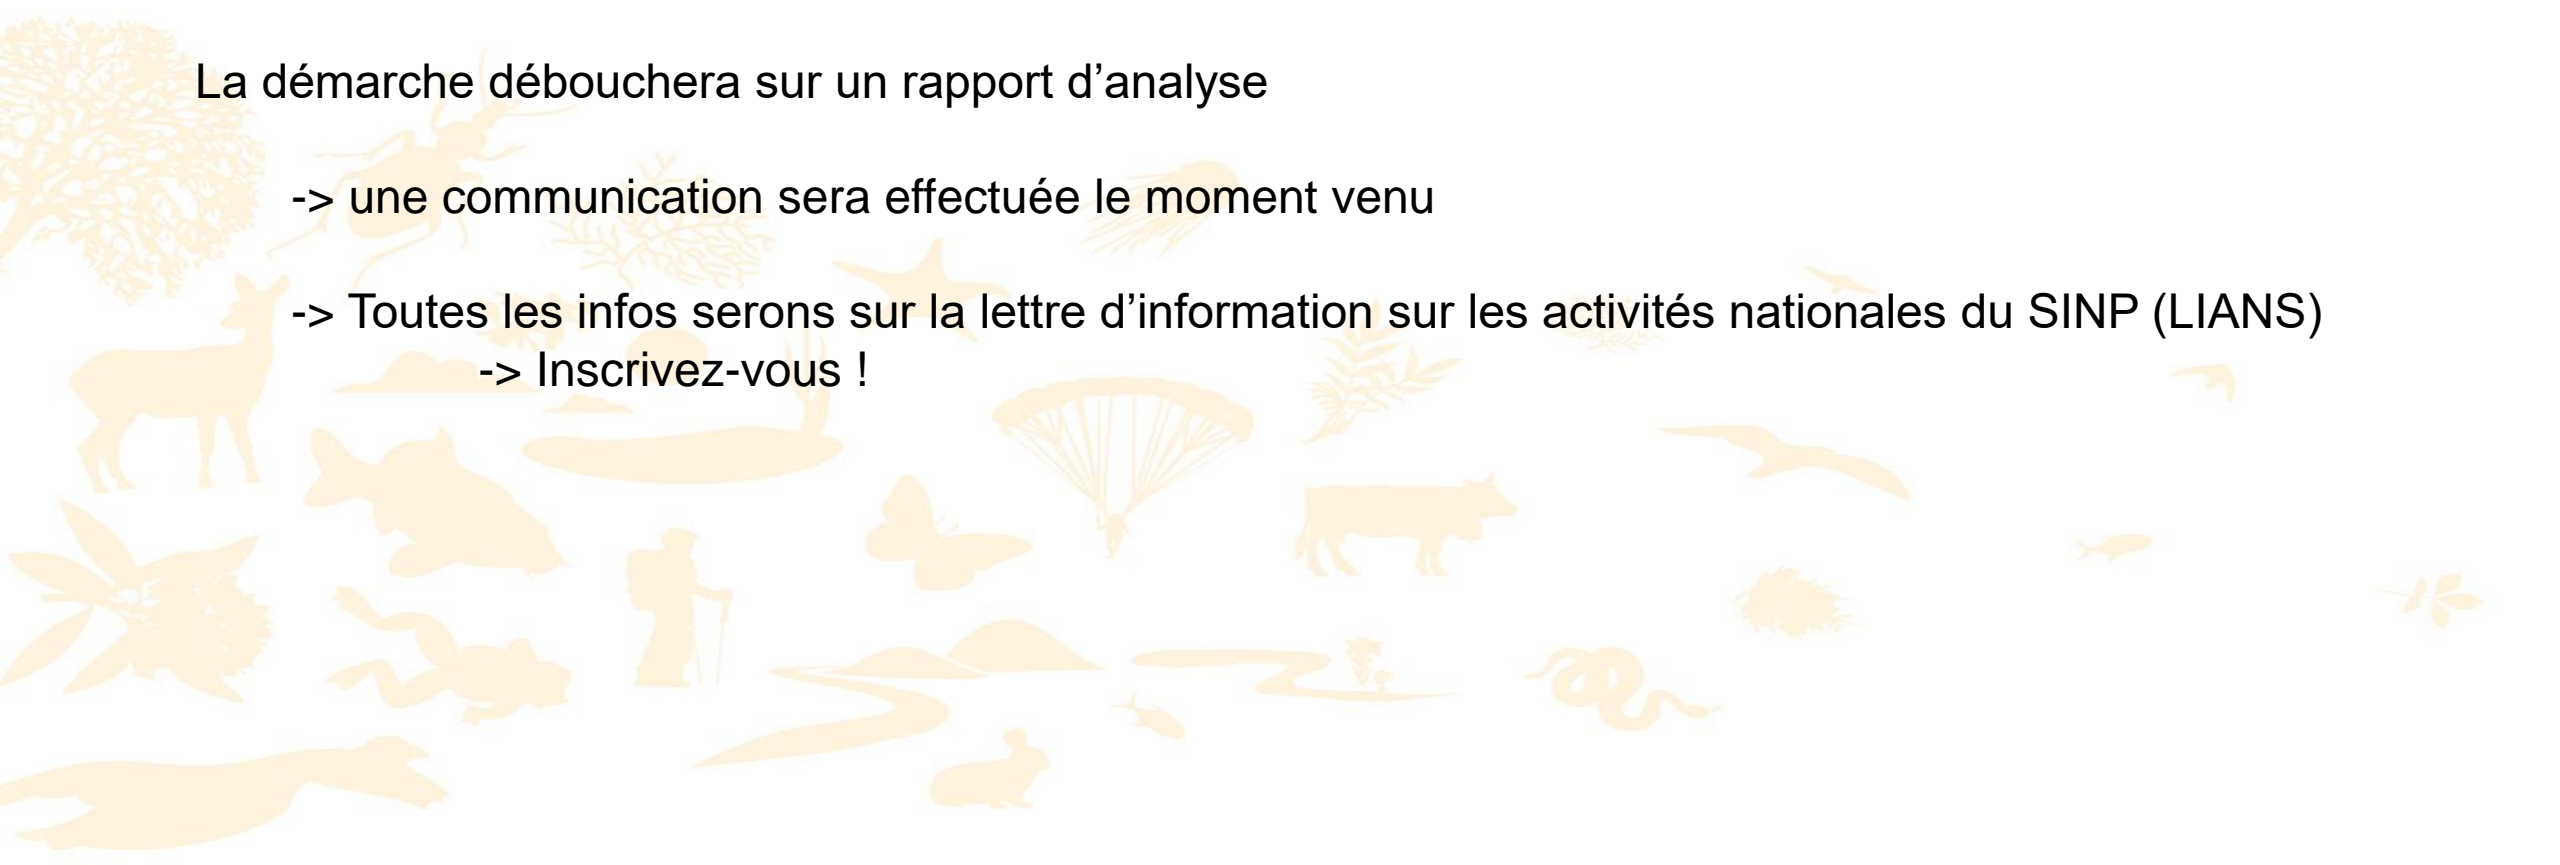 La démarche débouchera sur un rapport d’analyse
-> une communication sera effectuée le moment venu
-> Toutes les infos serons sur la lettre d’information sur les activités nationales du SINP (LIANS)
-> Inscrivez-vous !